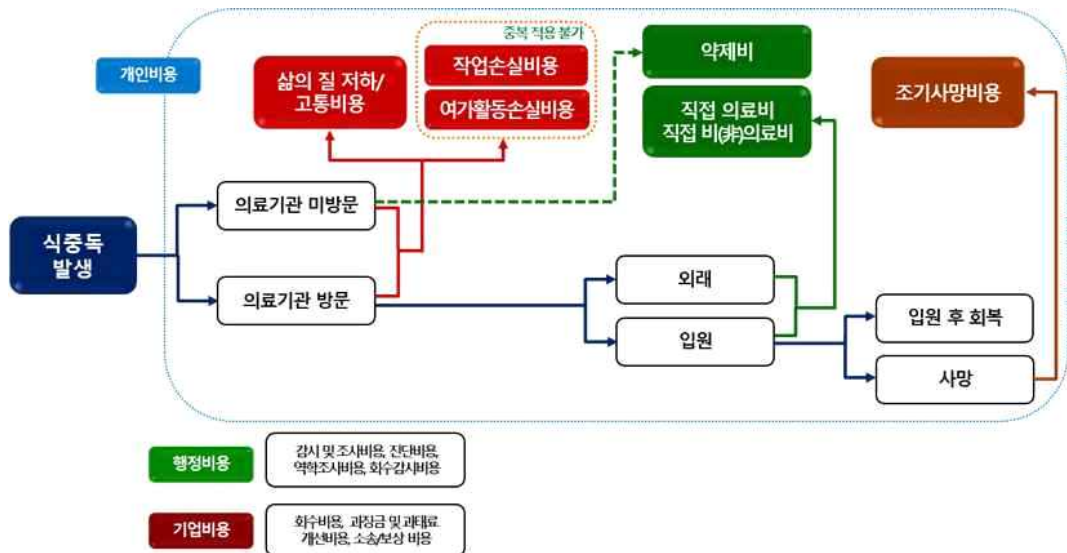 중복 적용 불가
개인비용
삶의 질 저하/
고통비용
작업손실비용
여가활동손실비용
약제비
직접 의료비
직접 비(非)의료비
조기사망비용
의료기관 미방문
식중독
발생
의료기관 방문
외래
입원
입원 후 회복
사망
행정비용
감시 및 조사비용, 진단비용,
역학조사비용, 회수감시비용
기업비용
회수비용, 과징금 및 과태료
개선비용, 소송/보상 비용